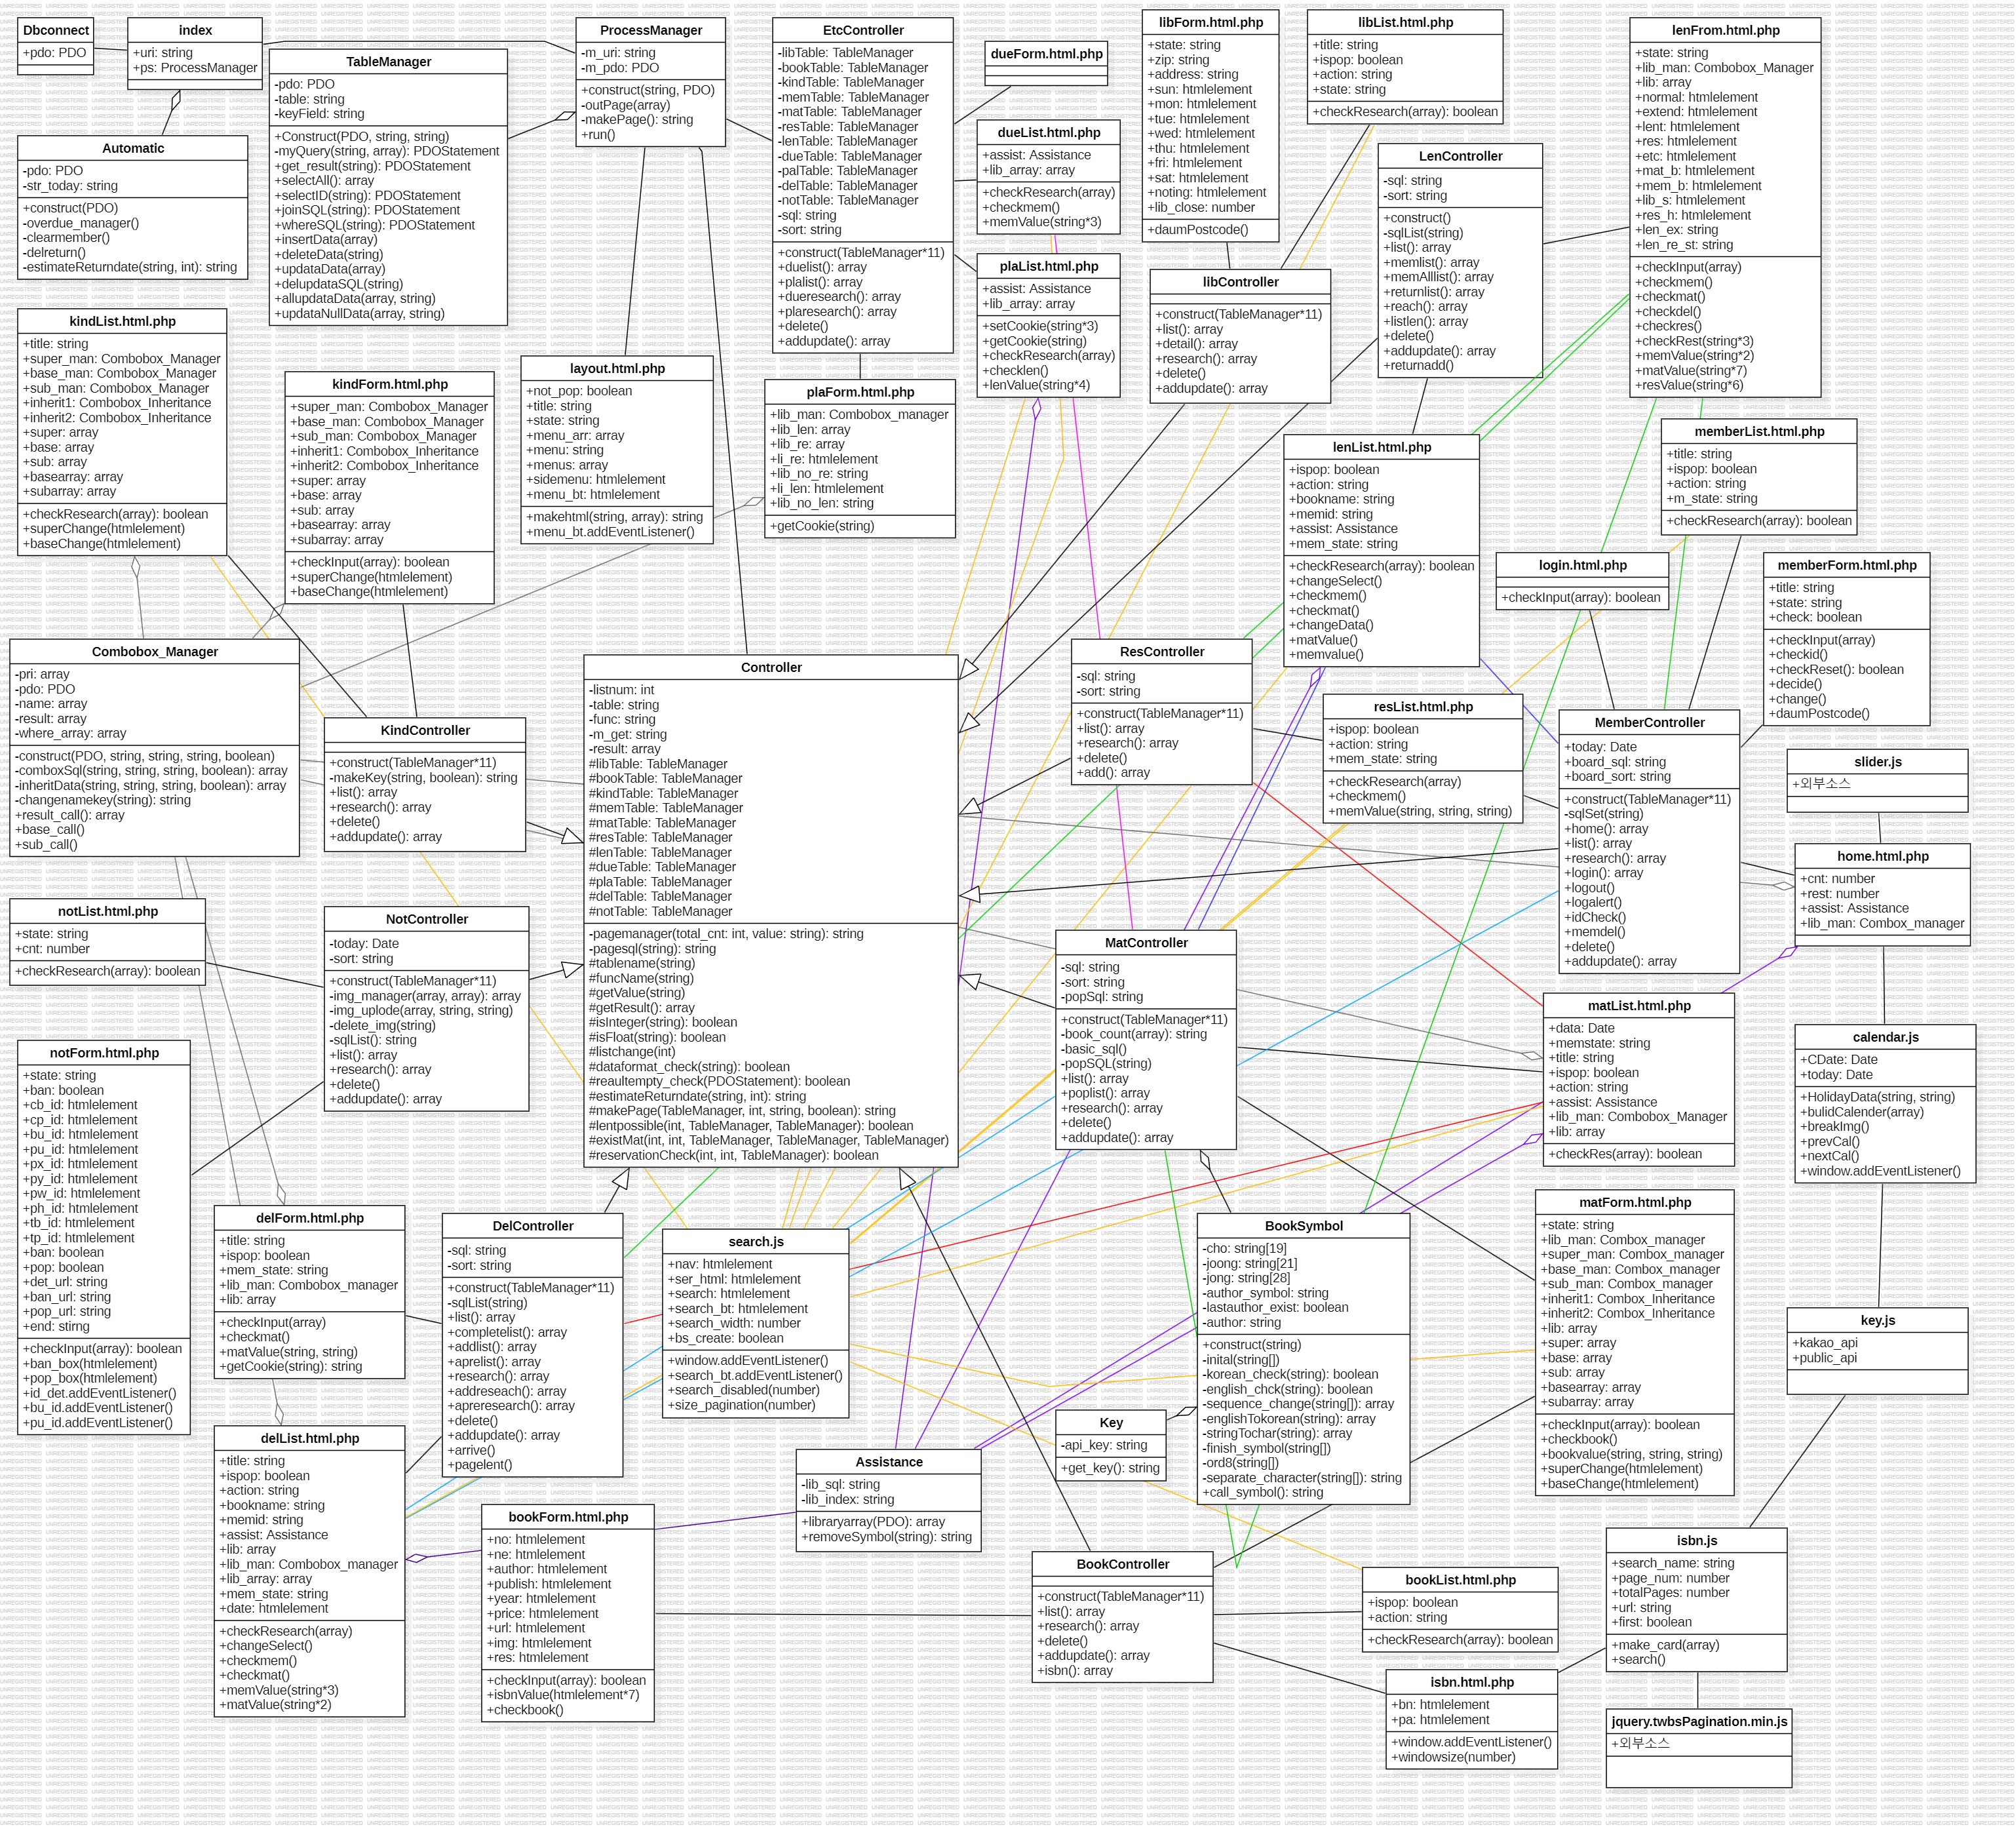 Dbconnect
+pdo: PDO
index
+uri: string
+ps: ProcessManager
TableManager
-pdo: PDO
-table: string
-keyField: string
+Construct(PDO, string, string)
-myQuery(string, array): PDOStatement
+get_result(string): PDOStatement
+selectAll(): array
+selectID(string): PDOStatement
+joinSQL(string): PDOStatement
+whereSQL(string): PDOStatement
+insertData(array)
+deleteData(string)
+updataData(array)
+delupdataSQL(string)
+allupdataData(array, string)
+updataNullData(array, string)
ProcessManager
-m_uri: string
-m_pdo: PDO
+construct(string, PDO)
-outPage(array)
-makePage(): string
+run()
EtcController
-libTable: TableManager
-bookTable: TableManager
-kindTable: TableManager
-memTable: TableManager
-matTable: TableManager
-resTable: TableManager
-lenTable: TableManager
-dueTable: TableManager
-palTable: TableManager
-delTable: TableManager
-notTable: TableManager
-sql: string
-sort: string
+construct(TableManager*11)
+duelist(): array
+plalist(): array
+dueresearch(): array
+plaresearch(): array
+delete()
+addupdate(): array
dueForm.html.php
dueList.html.php
+assist: Assistance
+lib_array: array
+checkResearch(array)
+checkmem()
+memValue(string*3)
plaList.html.php
+assist: Assistance
+lib_array: array
+setCookie(string*3)
+getCookie(string)
+checkResearch(array)
+checklen()
+lenValue(string*4)
libForm.html.php
+state: string
+zip: string
+address: string
+sun: htmlelement
+mon: htmlelement
+tue: htmlelement
+wed: htmlelement
+thu: htmlelement
+fri: htmlelement
+sat: htmlelement
+noting: htmlelement
+lib_close: number
+daumPostcode()
libList.html.php
+title: string
+ispop: boolean
+action: string
+state: string
+checkResearch(array): boolean
LenController
-sql: string
-sort: string
+construct()
-sqlList(string)
+list(): array
+memlist(): array
+memAlllist(): array
+returnlist(): array
+reach(): array
+listlen(): array
+delete()
+addupdate(): array
+returnadd()
lenFrom.html.php
+state: string
+lib_man: Combobox_Manager
+lib: array
+normal: htmlelement
+extend: htmlelement
+lent: htmlelement
+res: htmlelement
+etc: htmlelement
+mat_b: htmlelement
+mem_b: htmlelement
+lib_s: htmlelement
+res_h: htmlelement
+len_ex: string
+len_re_st: string
+checkInput(array)
+checkmem()
+checkmat()
+checkdel()
+checkres()
+checkRest(string*3)
+memValue(string*2)
+matValue(string*7)
+resValue(string*6)
Automatic
-pdo: PDO
-str_today: string
+construct(PDO)
-overdue_manager()
-clearmember()
-delreturn()
-estimateReturndate(string, int): string
libController
+construct(TableManager*11)
+list(): array
+detail(): array
+research(): array
+delete()
+addupdate(): array
kindList.html.php
+title: string
+super_man: Combobox_Manager
+base_man: Combobox_Manager
+sub_man: Combobox_Manager
+inherit1: Combobox_Inheritance
+inherit2: Combobox_Inheritance
+super: array
+base: array
+sub: array
+basearray: array
+subarray: array
+checkResearch(array): boolean
+superChange(htmlelement)
+baseChange(htmlelement)
kindForm.html.php
+super_man: Combobox_Manager
+base_man: Combobox_Manager
+sub_man: Combobox_Manager
+inherit1: Combobox_Inheritance
+inherit2: Combobox_Inheritance
+super: array
+base: array
+sub: array
+basearray: array
+subarray: array
+checkInput(array): boolean
+superChange(htmlelement)
+baseChange(htmlelement)
layout.html.php
+not_pop: boolean
+title: string
+state: string
+menu_arr: array
+menu: string
+menus: array
+sidemenu: htmlelement
+menu_bt: htmlelement
+makehtml(string, array): string
+menu_bt.addEventListener()
plaForm.html.php
+lib_man: Combobox_manager
+lib_len: array
+lib_re: array
+li_re: htmlelement
+lib_no_re: string
+li_len: htmlelement
+lib_no_len: string
+getCookie(string)
lenList.html.php
+ispop: boolean
+action: string
+bookname: string
+memid: string
+assist: Assistance
+mem_state: string
+checkResearch(array): boolean
+changeSelect()
+checkmem()
+checkmat()
+changeData()
+matValue()
+memvalue()
memberList.html.php
+title: string
+ispop: boolean
+action: string
+m_state: string
+checkResearch(array): boolean
login.html.php
+checkInput(array): boolean
memberForm.html.php
+title: string
+state: string
+check: boolean
+checkInput(array)
+checkid()
+checkReset(): boolean
+decide()
+change()
+daumPostcode()
Combobox_Manager
-pri: array
-pdo: PDO
-name: array
-result: array
-where_array: array
-construct(PDO, string, string, string, boolean)
-comboxSql(string, string, string, boolean): array
-inheritData(string, string, string, boolean): array
-changenamekey(string): string
+result_call(): array
+base_call()
+sub_call()
KindController
+construct(TableManager*11)
-makeKey(string, boolean): string
+list(): array
+research(): array
+delete()
+addupdate(): array
Controller
-listnum: int
-table: string
-func: string
-m_get: string
-result: array
#libTable: TableManager
#bookTable: TableManager
#kindTable: TableManager
#memTable: TableManager
#matTable: TableManager
#resTable: TableManager
#lenTable: TableManager
#dueTable: TableManager
#plaTable: TableManager
#delTable: TableManager
#notTable: TableManager
-pagemanager(total_cnt: int, value: string): string
-pagesql(string): string
#tablename(string)
#funcName(string)
#getValue(string)
#getResult(): array
#isInteger(string): boolean
#isFloat(string): boolean
#listchange(int)
#dataformat_check(string): boolean
#reaultempty_check(PDOStatement): boolean
#estimateReturndate(string, int): string
#makePage(TableManager, int, string, boolean): string
#lentpossible(int, TableManager, TableManager): boolean
#existMat(int, int, TableManager, TableManager, TableManager)
#reservationCheck(int, int, TableManager): boolean
ResController
-sql: string
-sort: string
+construct(TableManager*11)
+list(): array
+research(): array
+delete()
+add(): array
resList.html.php
+ispop: boolean
+action: string
+mem_state: string
+checkResearch(array)
+checkmem()
+memValue(string, string, string)
MemberController
+today: Date
+board_sql: string
+board_sort: string
+construct(TableManager*11)
-sqlSet(string)
+home(): array
+list(): array
+research(): array
+login(): array
+logout()
+logalert()
+idCheck()
+memdel()
+delete()
+addupdate(): array
slider.js
+외부소스
home.html.php
+cnt: number
+rest: number
+assist: Assistance
+lib_man: Combox_manager
notList.html.php
+state: string
+cnt: number
+checkResearch(array): boolean
NotController
-today: Date
-sort: string
+construct(TableManager*11)
-img_manager(array, array): array
-img_uplode(array, string, string)
-delete_img(string)
-sqlList(): string
+list(): array
+research(): array
+delete()
+addupdate(): array
MatController
-sql: string
-sort: string
-popSql: string
+construct(TableManager*11)
-book_count(array): string
-basic_sql()
-popSQL(string)
+list(): array
+poplist(): array
+research(): array
+delete()
+addupdate(): array
matList.html.php
+data: Date
+memstate: string
+title: string
+ispop: boolean
+action: string
+assist: Assistance
+lib_man: Combobox_Manager
+lib: array
+checkRes(array): boolean
calendar.js
+CDate: Date
+today: Date
+HolidayData(string, string)
+bulidCalender(array)
+breakImg()
+prevCal()
+nextCal()
+window.addEventListener()
notForm.html.php
+state: string
+ban: boolean
+cb_id: htmlelement
+cp_id: htmlelement
+bu_id: htmlelement
+pu_id: htmlelement
+px_id: htmlelement
+py_id: htmlelement
+pw_id: htmlelement
+ph_id: htmlelement
+tb_id: htmlelement
+tp_id: htmlelement
+ban: boolean
+pop: boolean
+det_url: string
+ban_url: string
+pop_url: string
+end: stirng
+checkInput(array): boolean
+ban_box(htmlelement)
+pop_box(htmlelement)
+id_det.addEventListener()
+bu_id.addEventListener()
+pu_id.addEventListener()
delForm.html.php
+title: string
+ispop: boolean
+mem_state: string
+lib_man: Combobox_manager
+lib: array
+checkInput(array)
+checkmat()
+matValue(string, string)
+getCookie(string): string
DelController
-sql: string
-sort: string
+construct(TableManager*11)
-sqlList(string)
+list(): array
+completelist(): array
+addlist(): array
+aprelist(): array
+research(): array
+addreseach(): array
+apreresearch(): array
+delete()
+addupdate(): array
+arrive()
+pagelent()
search.js
+nav: htmlelement
+ser_html: htmlelement
+search: htmlelement
+search_bt: htmlelement
+search_width: number
+bs_create: boolean
+window.addEventListener()
+search_bt.addEventListener()
+search_disabled(number)
+size_pagination(number)
BookSymbol
-cho: string[19]
-joong: string[21]
-jong: string[28]
-author_symbol: string
-lastauthor_exist: boolean
-author: string
+construct(string)
-inital(string[])
-korean_check(string): boolean
-english_chck(string): boolean
-sequence_change(string[]): array
-englishTokorean(string): array
-stringTochar(string): array
-finish_symbol(string[])
-ord8(string[])
-separate_character(string[]): string
+call_symbol(): string
matForm.html.php
+state: string
+lib_man: Combox_manager
+super_man: Combox_manager
+base_man: Combox_manager
+sub_man: Combox_manager
+inherit1: Combox_Inheritance
+inherit2: Combox_Inheritance
+lib: array
+super: array
+base: array
+sub: array
+basearray: array
+subarray: array
+checkInput(array): boolean
+checkbook()
+bookvalue(string, string, string)
+superChange(htmlelement)
+baseChange(htmlelement)
key.js
+kakao_api
+public_api
Key
-api_key: string
+get_key(): string
delList.html.php
+title: string
+ispop: boolean
+action: string
+bookname: string
+memid: string
+assist: Assistance
+lib: array
+lib_man: Combobox_manager
+lib_array: array
+mem_state: string
+date: htmlelement
+checkResearch(array)
+changeSelect()
+checkmem()
+checkmat()
+memValue(string*3)
+matValue(string*2)
Assistance
-lib_sql: string
-lib_index: string
+libraryarray(PDO): array
+removeSymbol(string): string
bookForm.html.php
+no: htmlelement
+ne: htmlelement
+author: htmlelement
+publish: htmlelement
+year: htmlelement
+price: htmlelement
+url: htmlelement
+img: htmlelement
+res: htmlelement
+checkInput(array): boolean
+isbnValue(htmlelement*7)
+checkbook()
BookController
+construct(TableManager*11)
+list(): array
+research(): array
+delete()
+addupdate(): array
+isbn(): array
bookList.html.php
+ispop: boolean
+action: string
+checkResearch(array): boolean
isbn.js
+search_name: string
+page_num: number
+totalPages: number
+url: string
+first: boolean
+make_card(array)
+search()
isbn.html.php
+bn: htmlelement
+pa: htmlelement
+window.addEventListener()
+windowsize(number)
jquery.twbsPagination.min.js
+외부소스